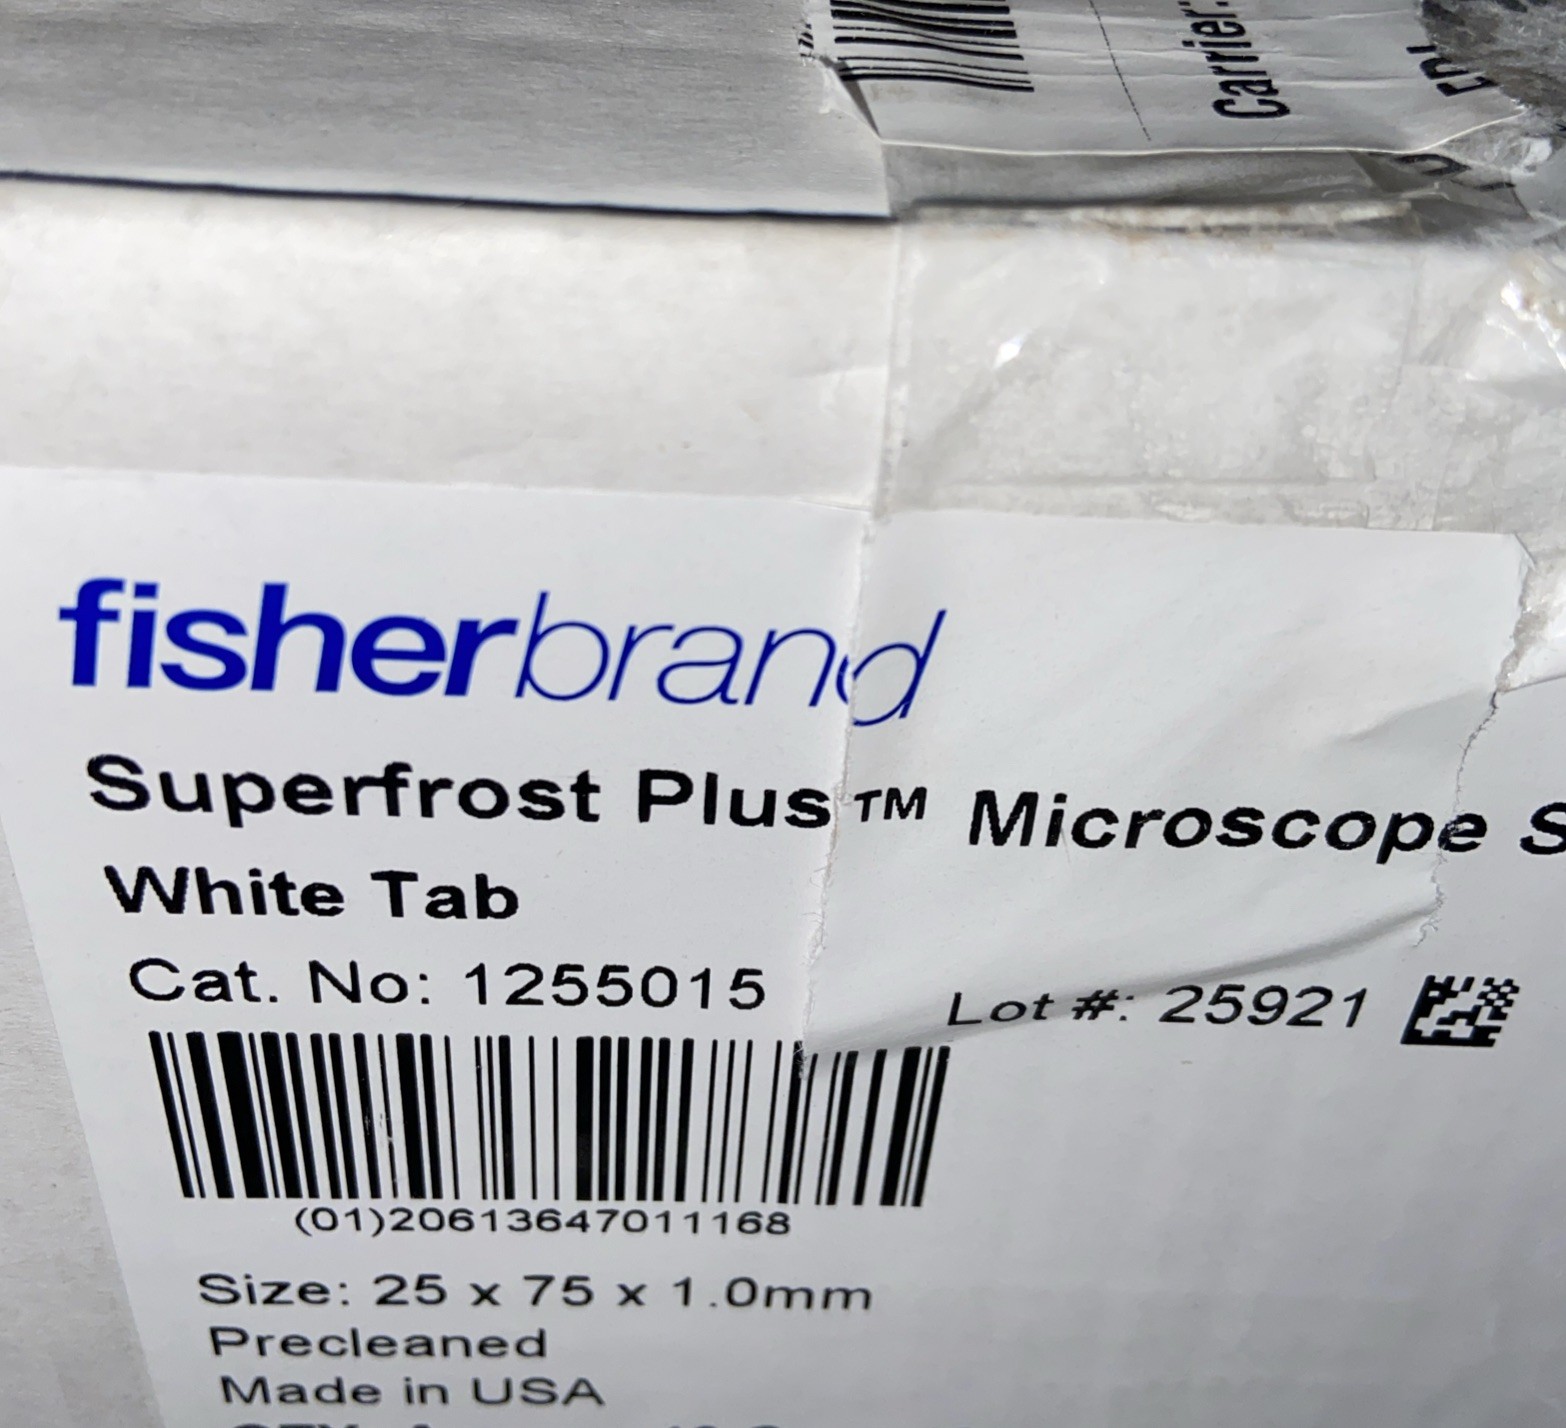 Carrier:
fisherbrand
Superfrost Plus™ Microscope S
White Tab
Cat. No: 1255015
Lot #: 25921
(01)20613647011168
Size: 25 x 75 x 1.0mm
Precleaned
Made in USA